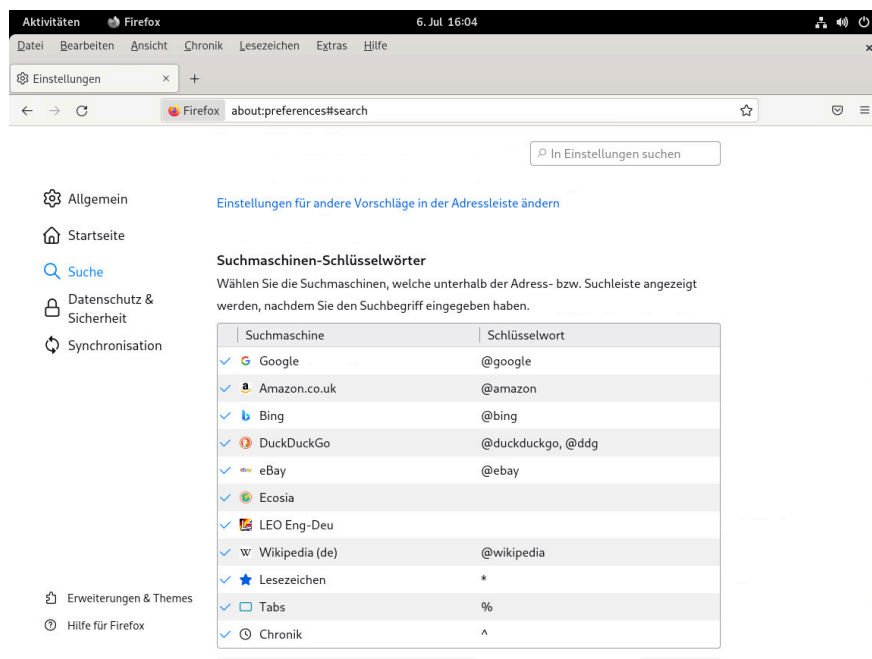 Aktivitäten Firefox 6. Jul 16:04
Datei Bearbeiten Ansicht Chronik Lesezeichen Extras Hilfe
Einstellungen
Firefox about:preferences#search
In Einstellungen suchen
Allgemein
Startseite
Suche
Datenschutz &
Sicherheit
Synchronisation
Erweiterungen & Themes
Hilfe für Firefox
Einstellungen für andere Vorschläge in der Adressleiste ändern
Suchmaschinen-Schlüsselwörter
Wählen Sie die Suchmaschinen, welche unterhalb der Adress- bzw. Suchleiste angezeigt
werden, nachdem Sie den Suchbegriff eingegeben haben.
Suchmaschine Schlüsselwort
Google @google
Amazon.co.uk @amazon
Bing @bing
DuckDuckGo @duckduckgo, @ddg
eBay @ebay
Ecosia
LEO Eng-Deu
Wikipedia (de) @wikipedia
Lesezeichen *
Tabs %
Chronik ^